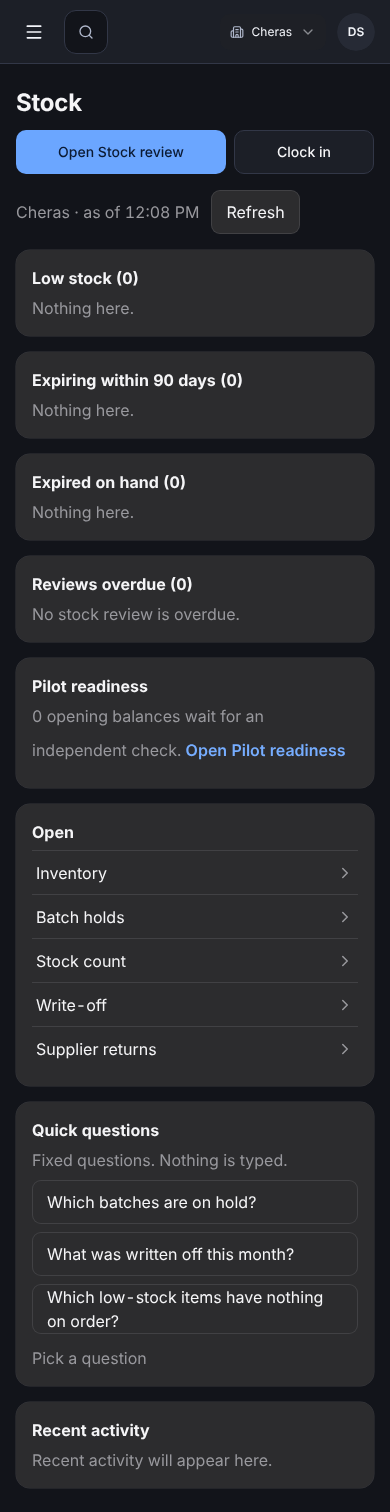 Cheras
DS
Stock
Open Stock review
Clock in
Cheras · as of 12:08 PM
Refresh
Low stock (0)
Nothing here.
Expiring within 90 days (0)
Nothing here.
Expired on hand (0)
Nothing here.
Reviews overdue (0)
No stock review is overdue.
Pilot readiness
0 opening balances wait for an
independent check. Open Pilot readiness
Open
Inventory
Batch holds
Stock count
Write-off
Supplier returns
Quick questions
Fixed questions. Nothing is typed.
Which batches are on hold?
What was written off this month?
Which low-stock items have nothing
on order?
Pick a question
Recent activity
Recent activity will appear here.